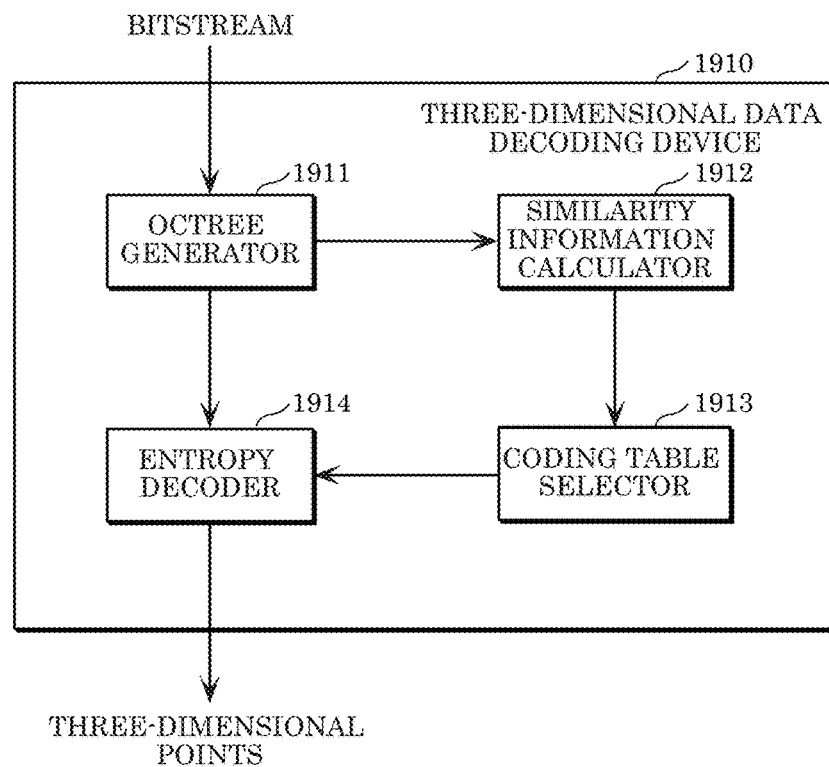 BITSTREAM
1910
THREE-DIMENSIONAL DATA
DECODING DEVICE
1911
OCTREE
GENERATOR
1912
SIMILARITY
INFORMATION
CALCULATOR
1914
ENTROPY
DECODER
1913
CODING TABLE
SELECTOR
THREE-DIMENSIONAL
POINTS